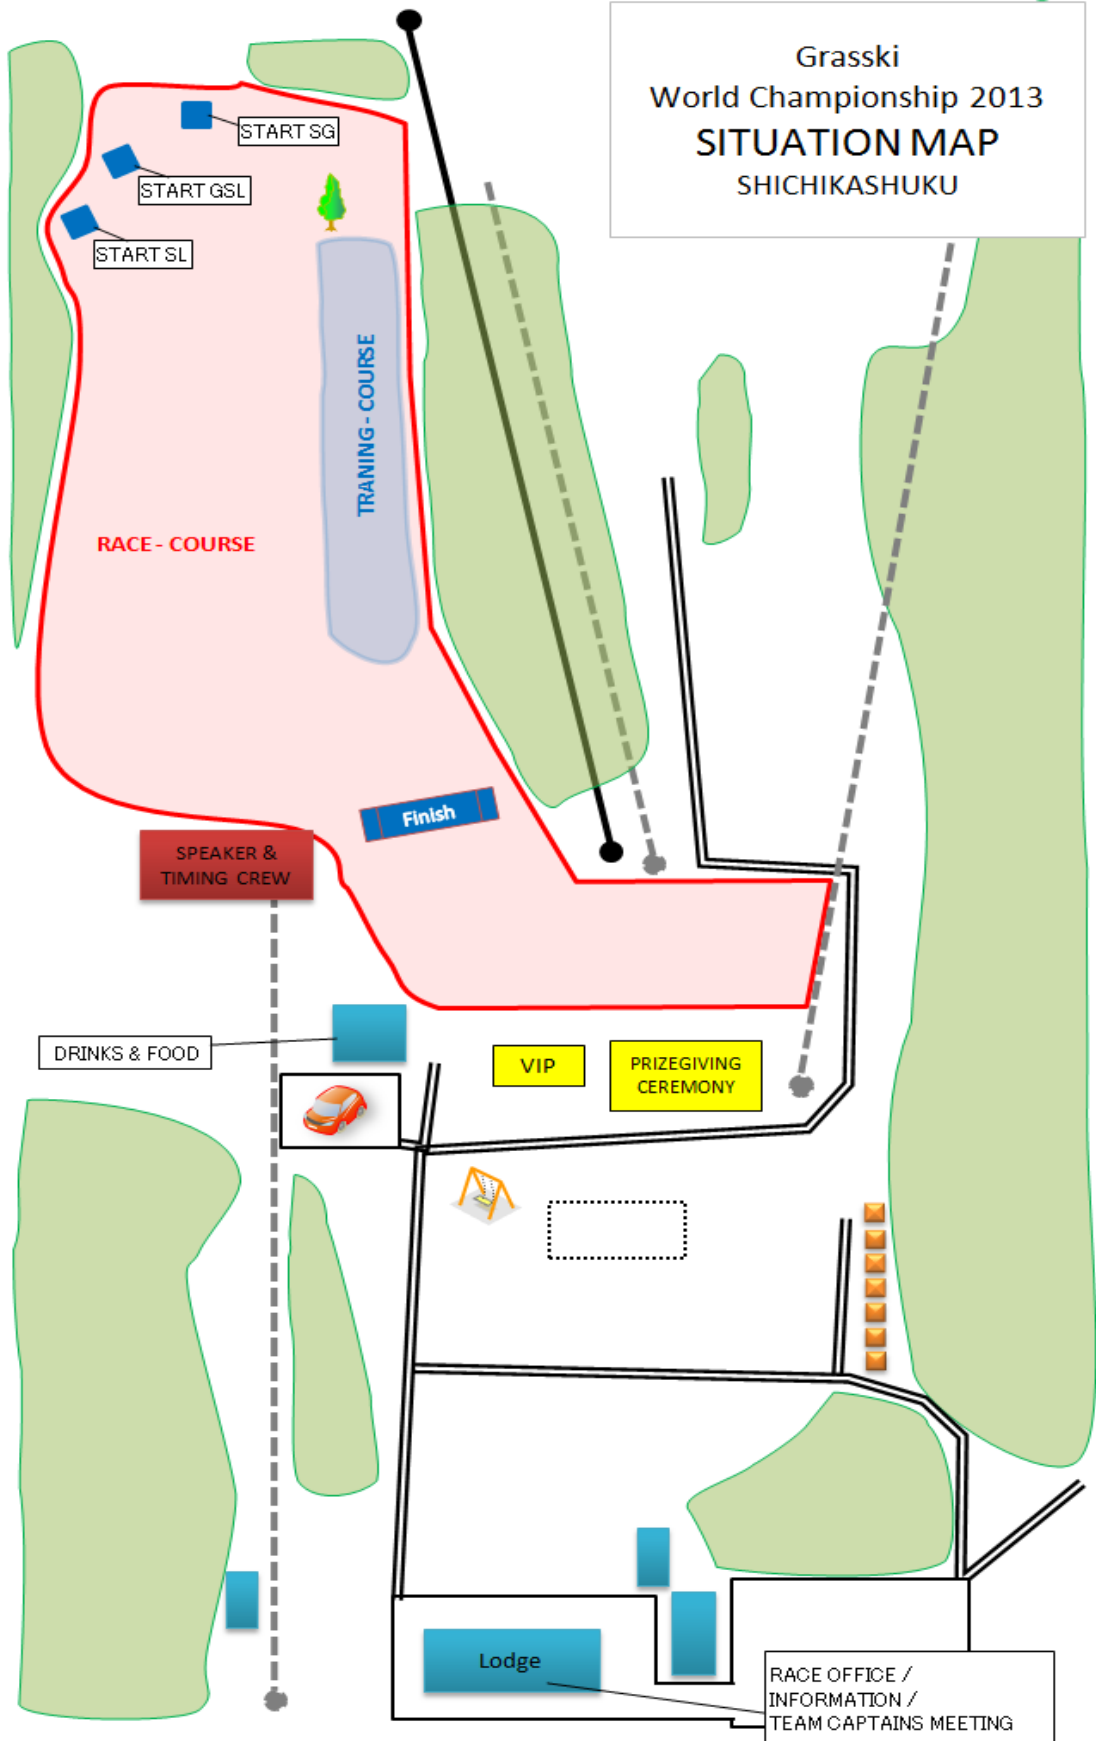 Grasski
World Championship 2013
SITUATION MAP
SHICHIKASHUKU
START SG
START GSL
START SL
TRANING - COURSE
RACE - COURSE
Finish
SPEAKER &
TIMING CREW
DRINKS & FOOD
VIP
PRIZEGIVING
CEREMONY
Lodge
RACE OFFICE /
INFORMATION /
TEAM CAPTAINS MEETING